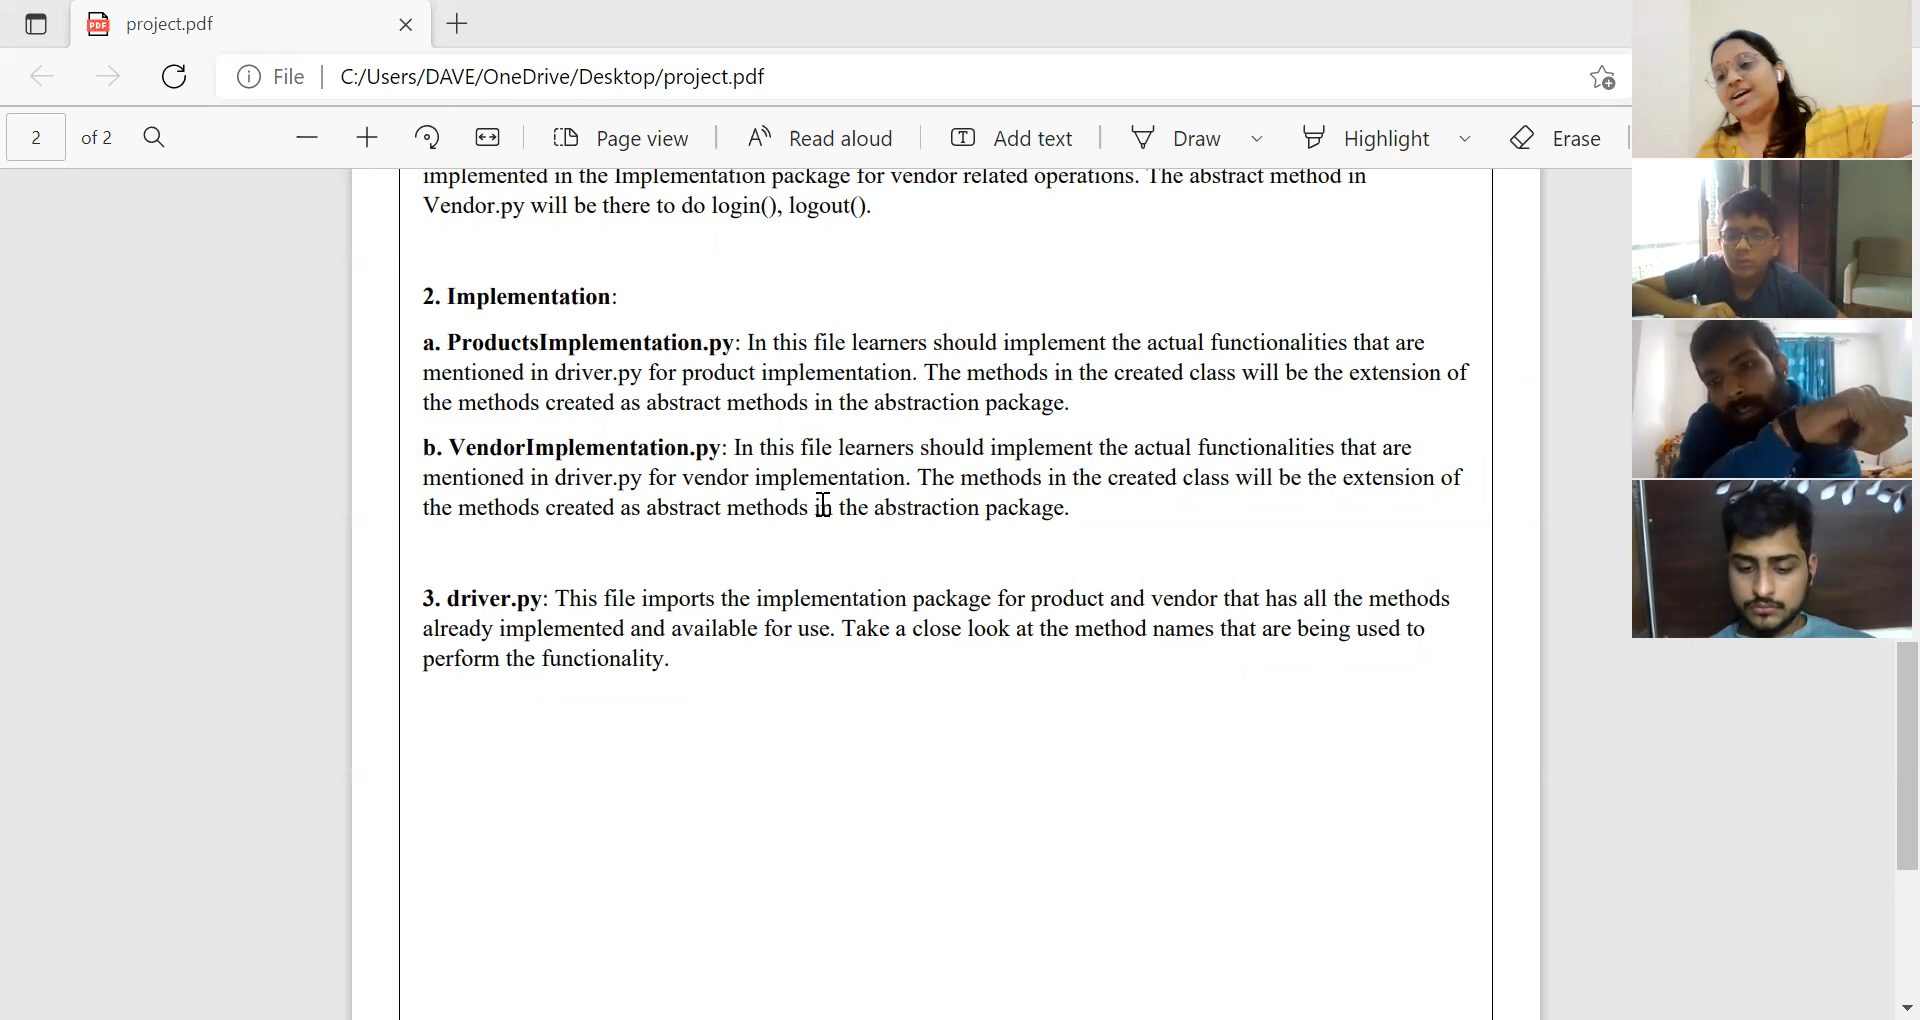 project.pdf
File
C:/Users/DAVE/OneDrive/Desktop/project.pdf
2 of 2
Page view
Read aloud
Add text
Draw
Highlight
Erase
implemented in the Implementation package for vendor related operations. The abstract method in
Vendor.py will be there to do login(), logout().
2. Implementation:
a. ProductsImplementation.py: In this file learners should implement the actual functionalities that are
mentioned in driver.py for product implementation. The methods in the created class will be the extension of
the methods created as abstract methods in the abstraction package.
b. VendorImplementation.py: In this file learners should implement the actual functionalities that are
mentioned in driver.py for vendor implementation. The methods in the created class will be the extension of
the methods created as abstract methods in the abstraction package.
3. driver.py: This file imports the implementation package for product and vendor that has all the methods
already implemented and available for use. Take a close look at the method names that are being used to
perform the functionality.